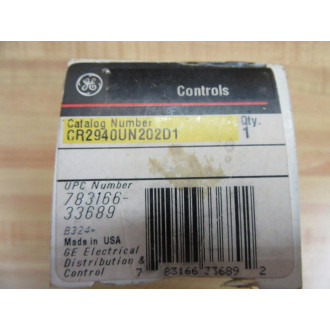 GE
Controls
Catalog Number Qty.
CR2940UN202D1 1
UPC Number
783166-
33689
B324+
Made in USA
GE Electrical
Distribution &
Control
7 83166 33689 2